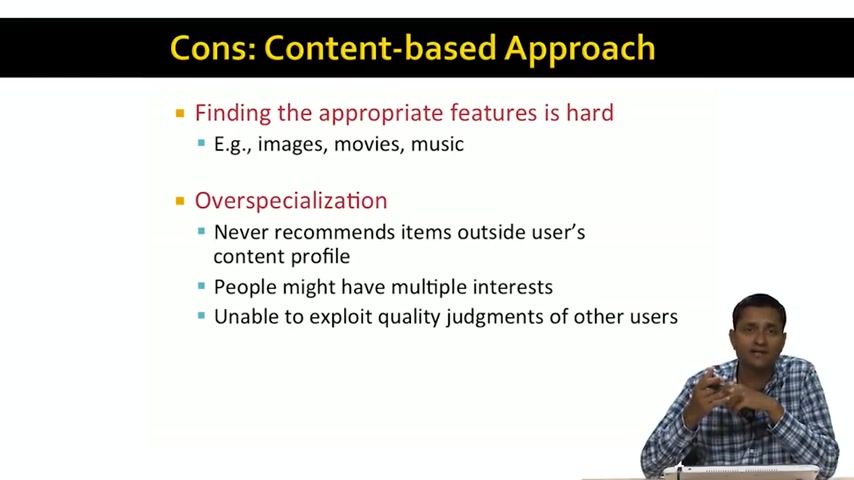 Cons: Content-based Approach
Finding the appropriate features is hard
E.g., images, movies, music
Overspecialization
Never recommends items outside user's
content profile
People might have multiple interests
Unable to exploit quality judgments of other users